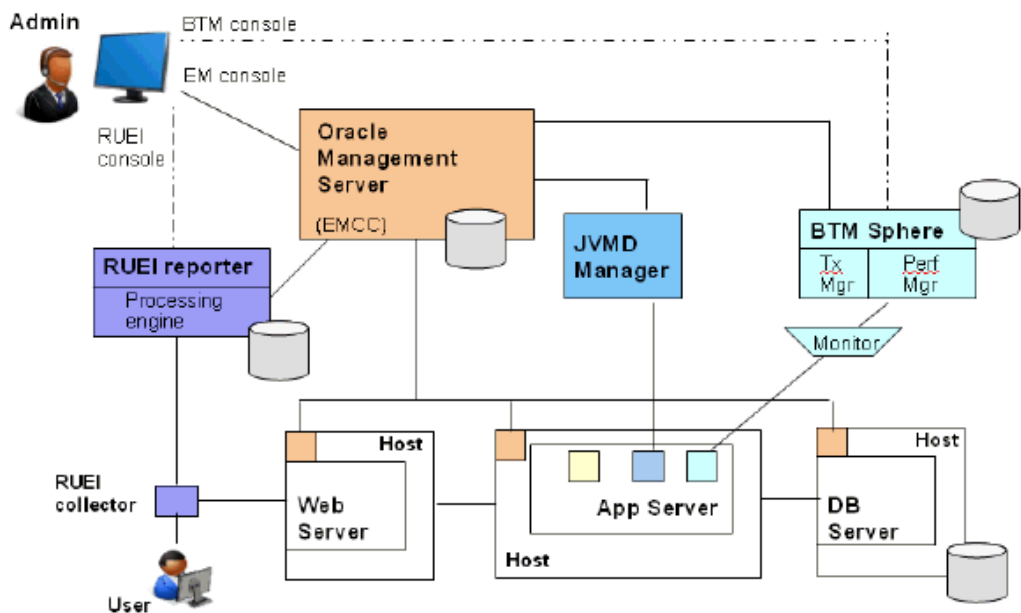 Admin
BTM console
EM console
RUEI
console
Oracle
Management
Server
(EMCC)
JVMD
Manager
BTM Sphere
Tx
Mgr
Perf
Mgr
RUEI reporter
Processing
engine
Monitor
Host
Web
Server
App Server
Host
Host
DB
Server
RUEI
collector
User